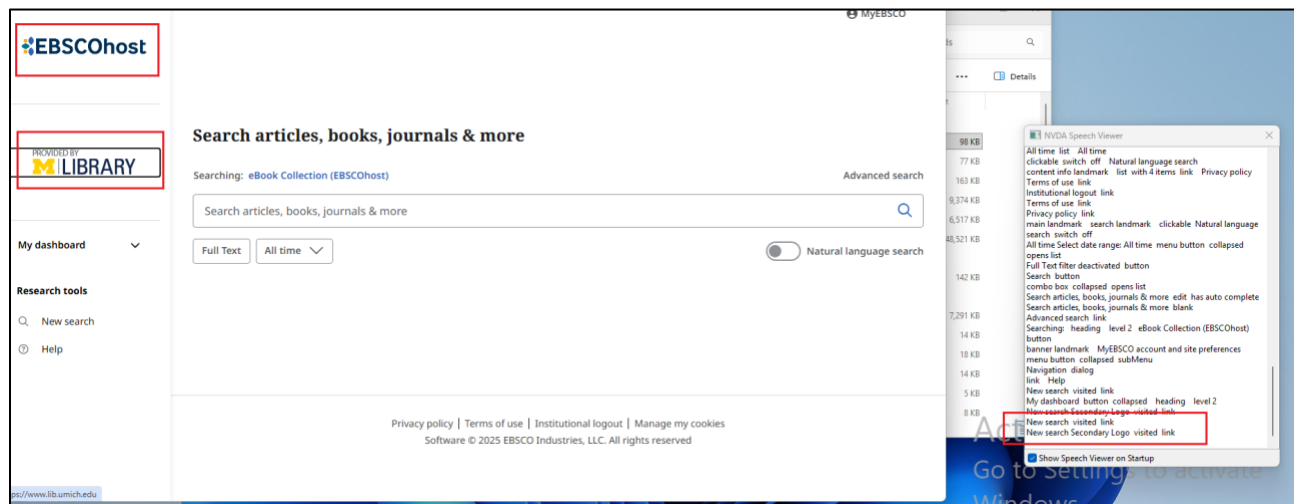 MyEBSCO
EBSCOhost
PROVIDED BY
M LIBRARY
My dashboard
Research tools
New search
Help
Search articles, books, journals & more
Searching: eBook Collection (EBSCOhost)
Advanced search
Search articles, books, journals & more
Full Text
All time
Natural language search
Privacy policy | Terms of use | Institutional logout | Manage my cookies
Software © 2025 EBSCO Industries, LLC. All rights reserved
ps://www.lib.umich.edu
Details
98 KB
77 KB
163 KB
9,374 KB
6,517 KB
48,521 KB
142 KB
7,291 KB
14 KB
18 KB
14 KB
5 KB
8 KB
NVDA Speech Viewer
All time list All time
clickable switch off Natural language search
content info landmark list with 4 items link Privacy policy
Terms of use link
Institutional logout link
Terms of use link
Privacy policy link
main landmark search landmark clickable Natural language
search switch off
All time Select date range: All time menu button collapsed
opens list
Full Text filter deactivated button
Search button
combo box collapsed opens list
Search articles, books, journals & more edit has auto complete
Search articles, books, journals & more blank
Advanced search link
Searching: heading level 2 eBook Collection (EBSCOhost)
button
banner landmark MyEBSCO account and site preferences
menu button collapsed subMenu
Navigation dialog
link Help
New search visited link
My dashboard button collapsed heading level 2
New search Secondary Logo visited link
New search visited link
New search Secondary Logo visited link
Show Speech Viewer on Startup
Go to Settings to activate
Windows